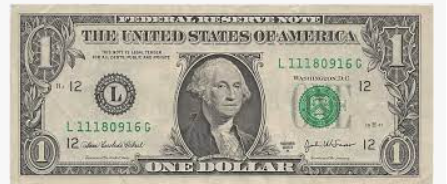 FEDERAL RESERVE NOTE
THE UNITED STATES OF AMERICA
THIS NOTE IS LEGAL TENDER
FOR ALL DEBTS, PUBLIC AND PRIVATE
L 11180916 G
WASHINGTON, D.C.
12
12
L
L 11180916 G
12
12
1
1
1
1
ONE DOLLAR